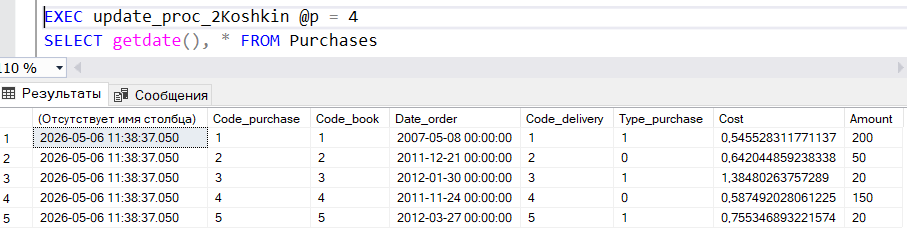 EXEC update_proc_2Koshkin @p = 4
SELECT getdate(), * FROM Purchases
110 %
Результаты Сообщения
(Отсутствует имя столбца) Code_purchase Code_book Date_order Code_delivery Type_purchase Cost Amount
1 2026-05-06 11:38:37.050 1 1 2007-05-08 00:00:00 1 1 0,545528311771137 200
2 2026-05-06 11:38:37.050 2 2 2011-12-21 00:00:00 2 0 0,642044859238338 50
3 2026-05-06 11:38:37.050 3 3 2012-01-30 00:00:00 3 1 1,38480263757289 20
4 2026-05-06 11:38:37.050 4 4 2011-11-24 00:00:00 4 0 0,587492028061225 150
5 2026-05-06 11:38:37.050 5 5 2012-03-27 00:00:00 5 1 0,755346893221574 20